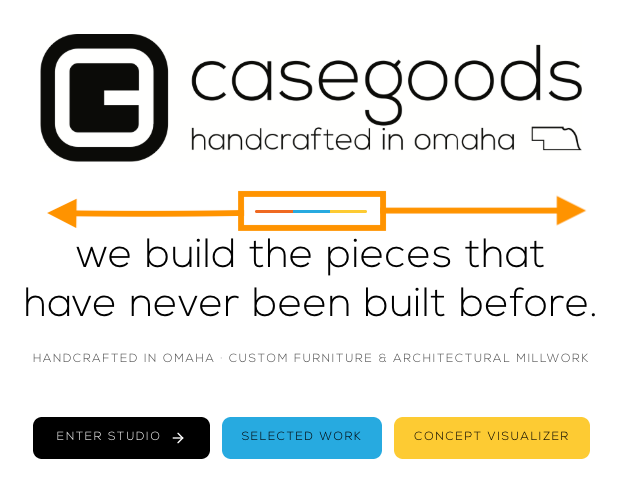 casegoods
handcrafted in omaha
we build the pieces that
have never been built before.
HANDCRAFTED IN OMAHA · CUSTOM FURNITURE & ARCHITECTURAL MILLWORK
ENTER STUDIO →
SELECTED WORK
CONCEPT VISUALIZER